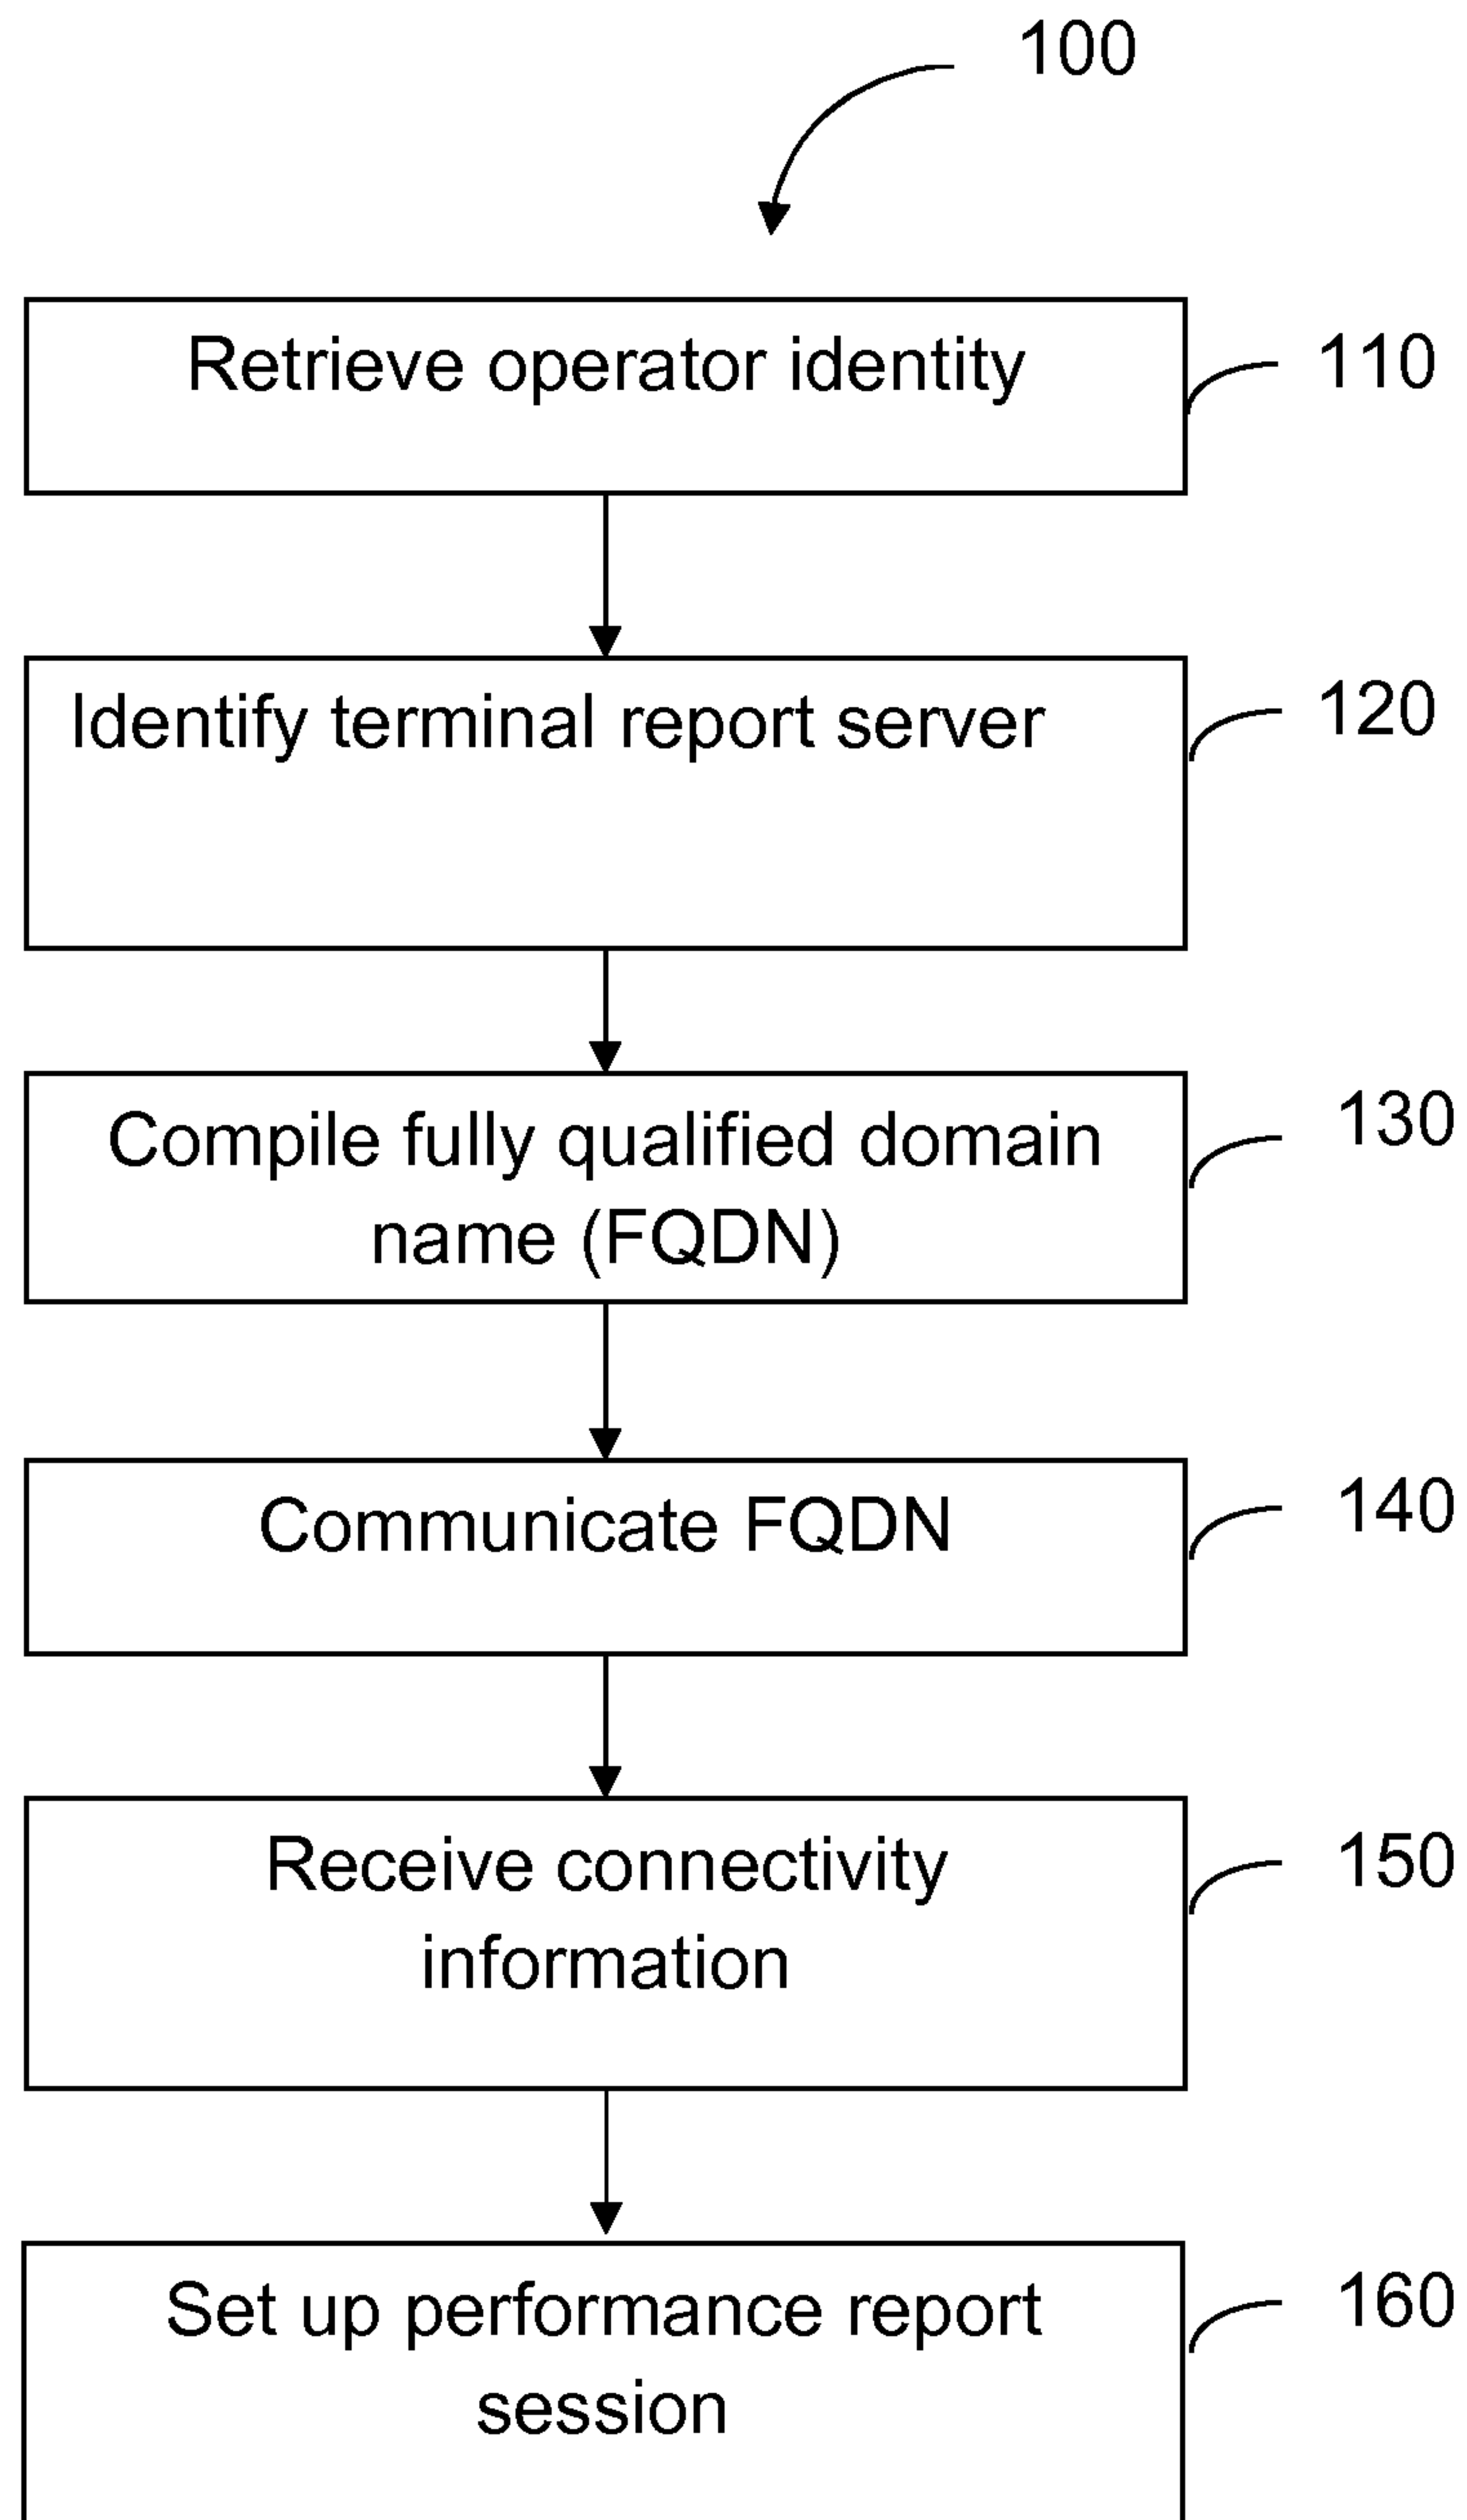 100
Retrieve operator identity
110
Identify terminal report server
120
Compile fully qualified domain
name (FQDN)
130
Communicate FQDN
140
Receive connectivity
information
150
Set up performance report
session
160